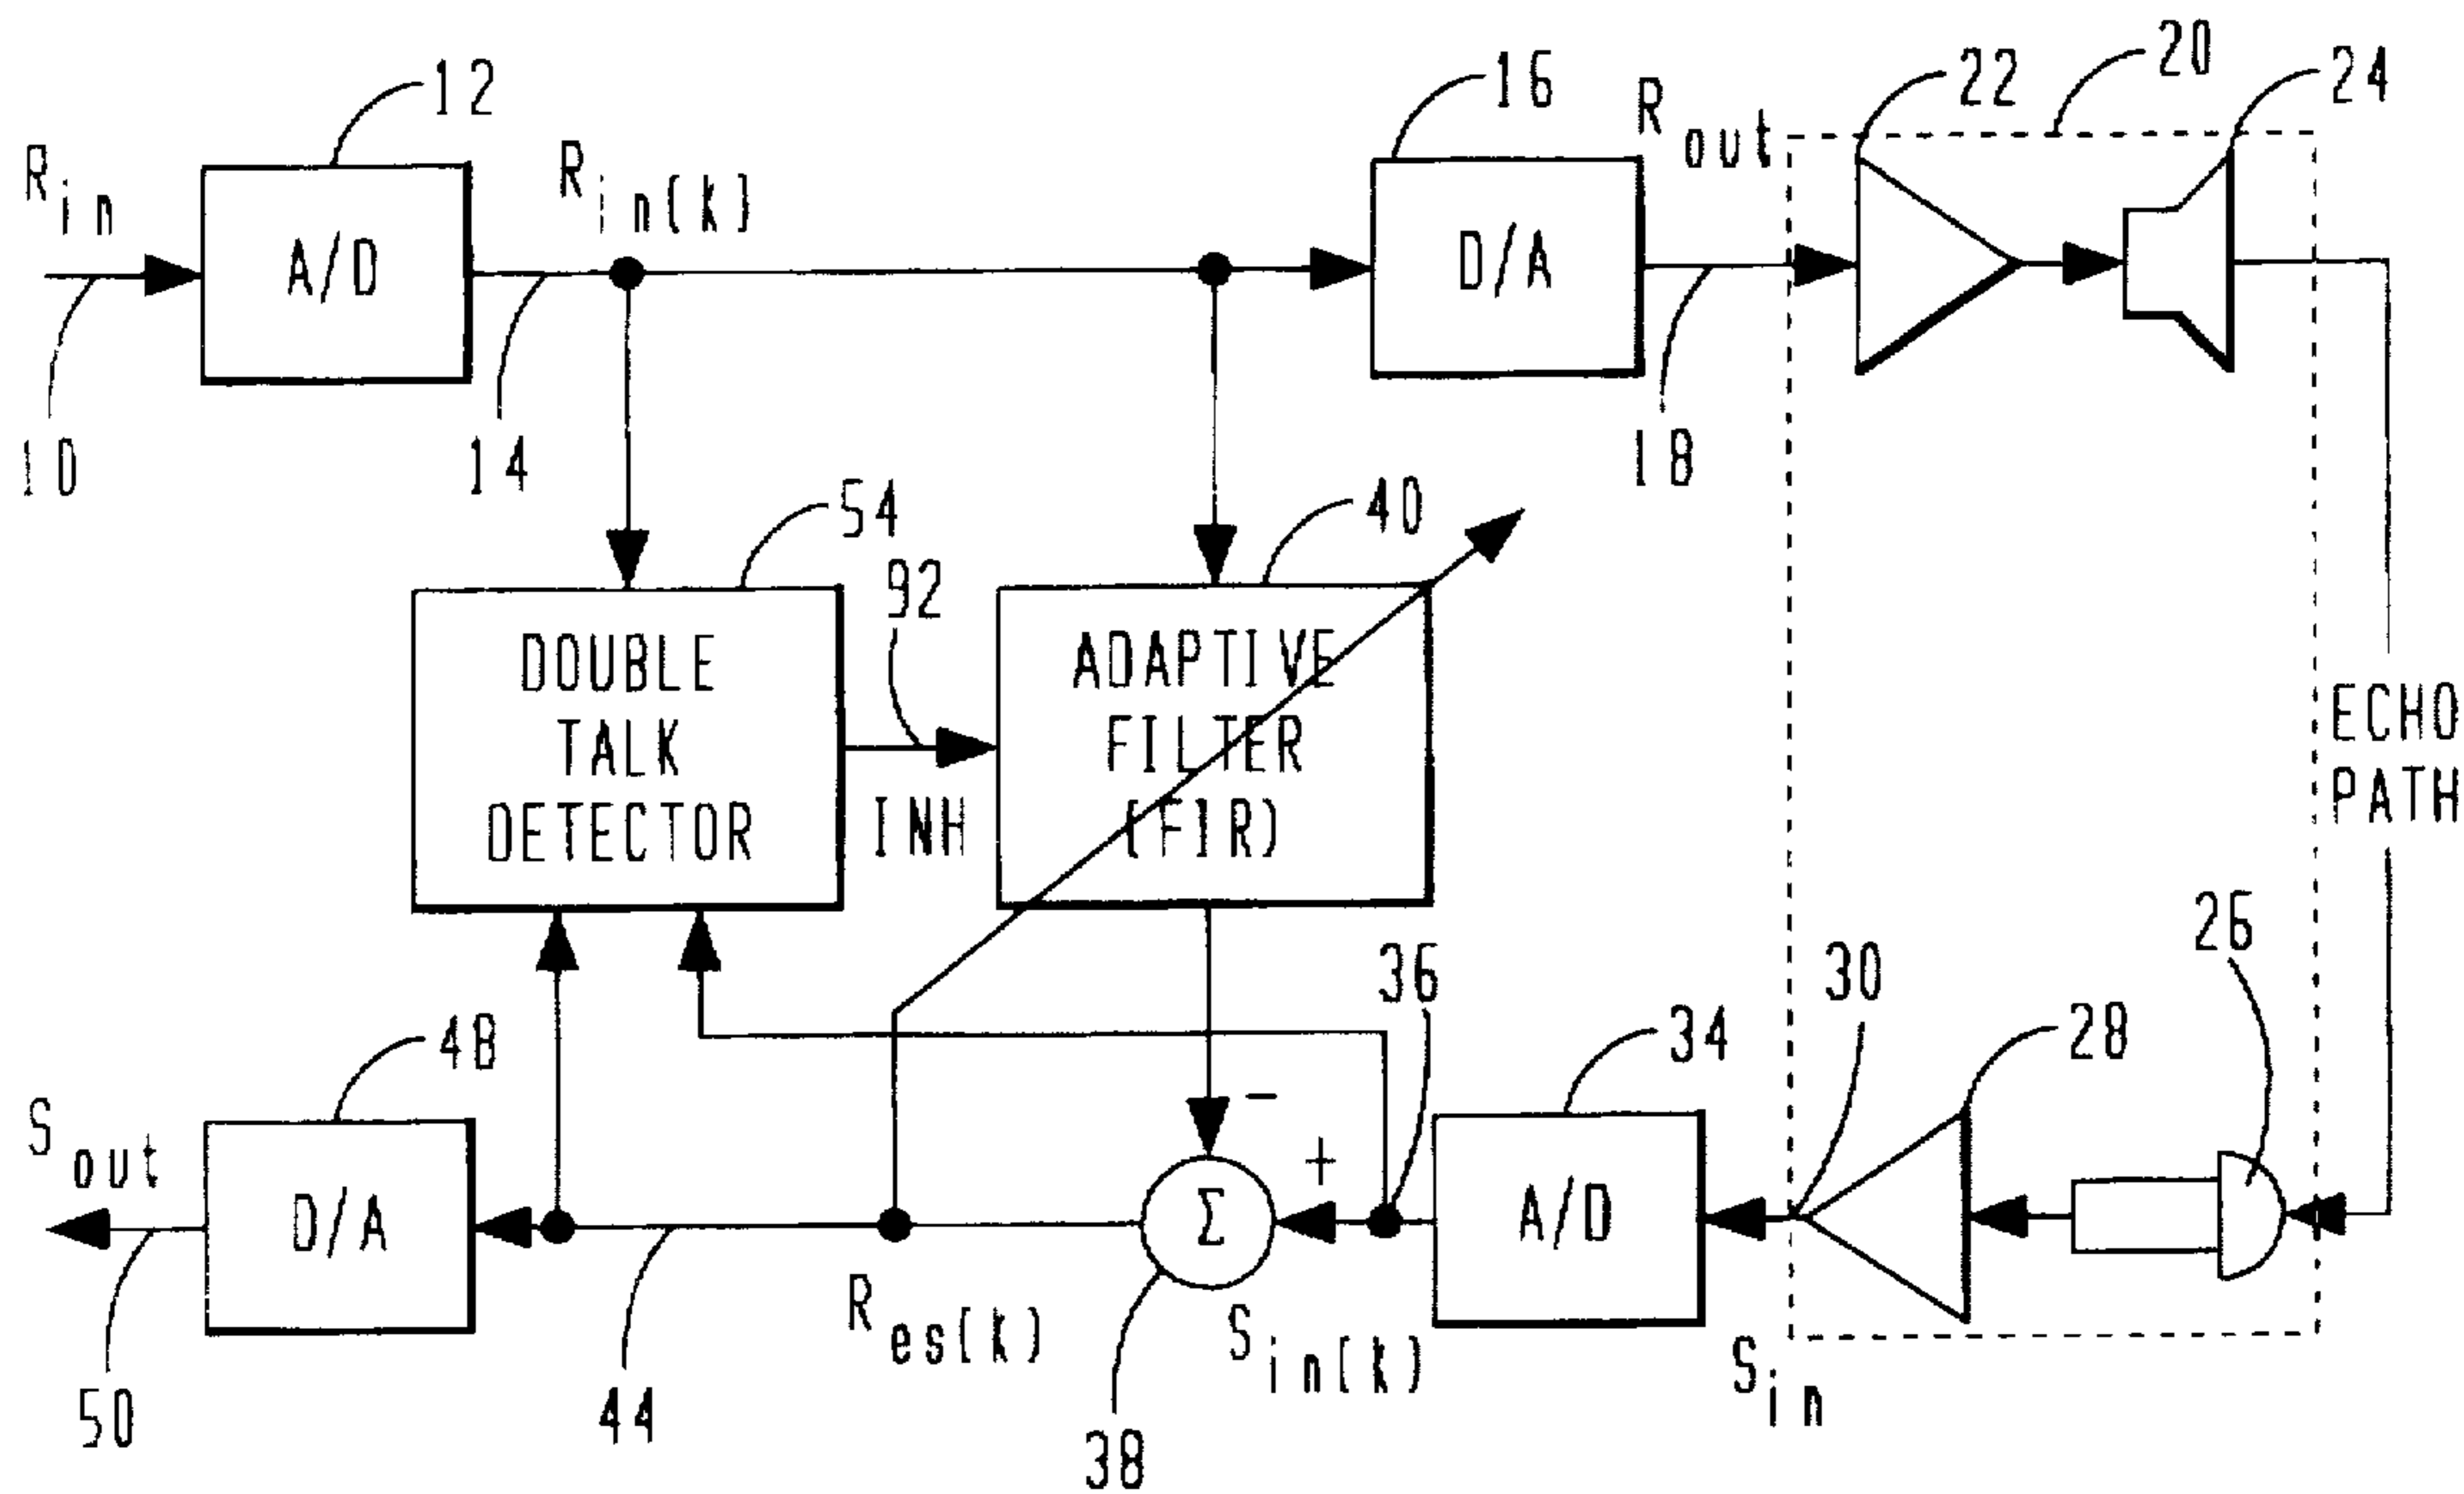 12
16
22
20
24
R in
R in(k)
R out
A/D
D/A
10
14
18
54
40
92
DOUBLE
TALK
DETECTOR
INH
ADAPTIVE
FILTER
(FIR)
ECHO
PATH
26
36
30
34
28
48
-
+
S out
D/A
Σ
A/D
R es(k)
S in(k)
S in
50
44
38